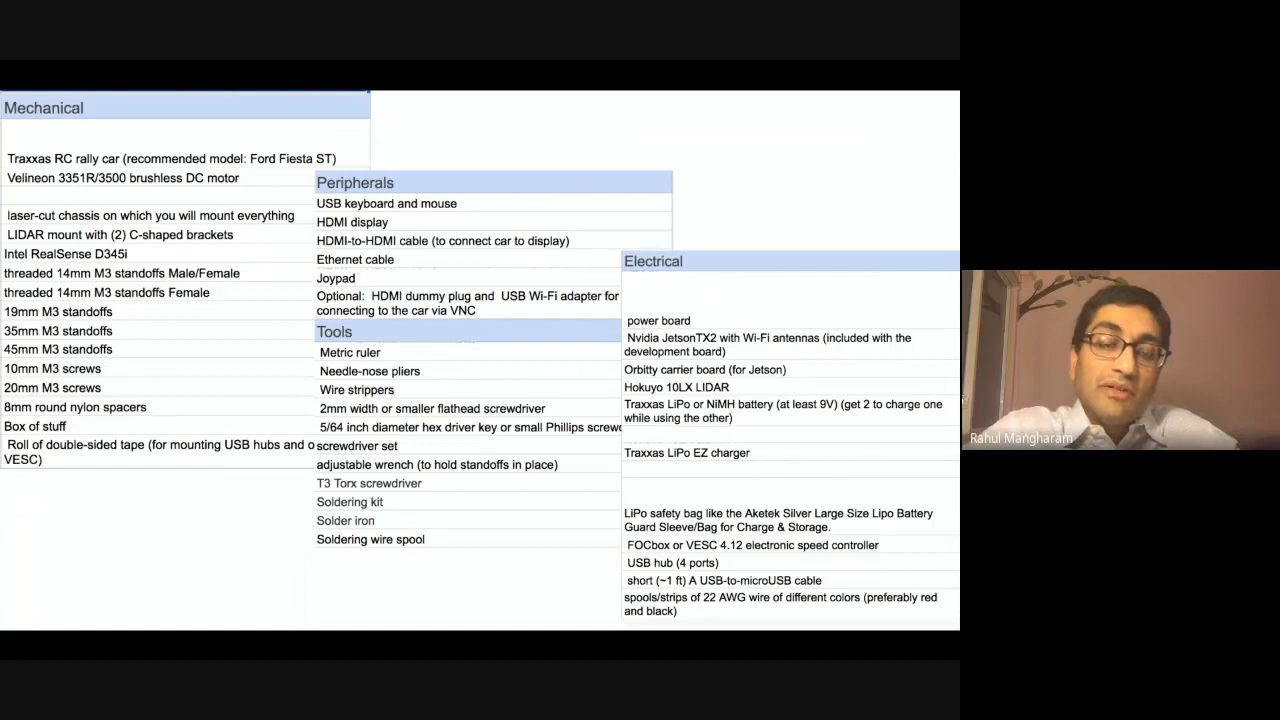 Mechanical
Traxxas RC rally car (recommended model: Ford Fiesta ST)
Velineon 3351R/3500 brushless DC motor
laser-cut chassis on which you will mount everything
LIDAR mount with (2) C-shaped brackets
Intel RealSense D345i
threaded 14mm M3 standoffs Male/Female
threaded 14mm M3 standoffs Female
19mm M3 standoffs
35mm M3 standoffs
45mm M3 standoffs
10mm M3 screws
20mm M3 screws
8mm round nylon spacers
Box of stuff
Roll of double-sided tape (for mounting USB hubs and o
VESC)
Peripherals
USB keyboard and mouse
HDMI display
HDMI-to-HDMI cable (to connect car to display)
Ethernet cable
Joypad
Optional: HDMI dummy plug and USB Wi-Fi adapter for
connecting to the car via VNC
Tools
Metric ruler
Needle-nose pliers
Wire strippers
2mm width or smaller flathead screwdriver
5/64 inch diameter hex driver key or small Phillips screwd
screwdriver set
adjustable wrench (to hold standoffs in place)
T3 Torx screwdriver
Soldering kit
Solder iron
Soldering wire spool
Electrical
power board
Nvidia JetsonTX2 with Wi-Fi antennas (included with the
development board)
Orbitty carrier board (for Jetson)
Hokuyo 10LX LIDAR
Traxxas LiPo or NiMH battery (at least 9V) (get 2 to charge one
while using the other)
Traxxas LiPo EZ charger
LiPo safety bag like the Aketek Silver Large Size Lipo Battery
Guard Sleeve/Bag for Charge & Storage.
FOCbox or VESC 4.12 electronic speed controller
USB hub (4 ports)
short (~1 ft) A USB-to-microUSB cable
spools/strips of 22 AWG wire of different colors (preferably red
and black)
Rahul Mangharam